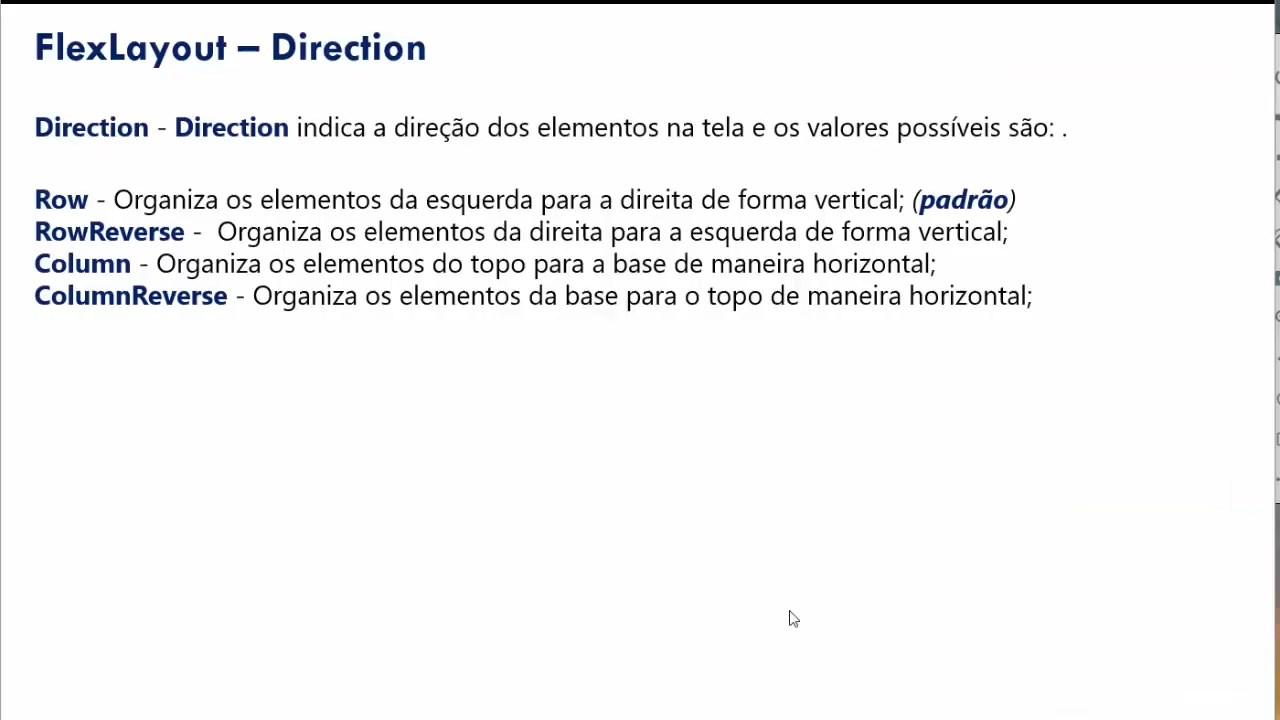 FlexLayout – Direction
Direction - Direction indica a direção dos elementos na tela e os valores possíveis são: .
Row - Organiza os elementos da esquerda para a direita de forma vertical; (padrão)
RowReverse -  Organiza os elementos da direita para a esquerda de forma vertical;
Column - Organiza os elementos do topo para a base de maneira horizontal;
ColumnReverse - Organiza os elementos da base para o topo de maneira horizontal;